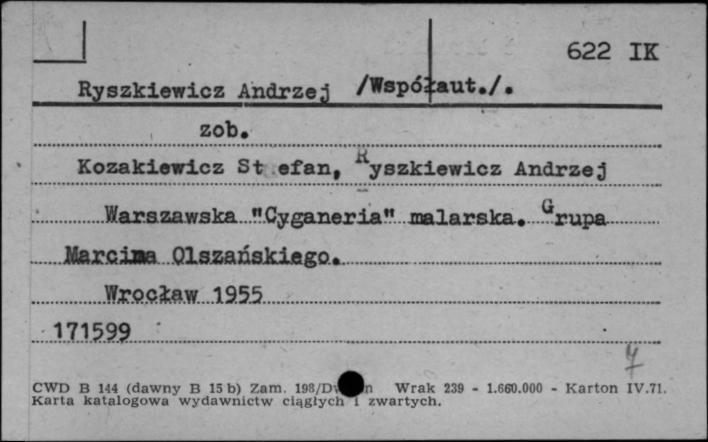 622 IK
Ryszkiewicz Andrzej /Współaut./.
zob.
Kozakiewicz Stefan, Ryszkiewicz Andrzej
Warszawska "Cyganeria" malarska. Grupa
Marcina Olszańskiego.
Wrocław 1955
171599
CWD B 144 (dawny B 15 b) Zam. 198/ Wrak 239 - 1.660.000 - Karton IV.71.
Karta katalogowa wydawnictw ciągłych i zwartych.